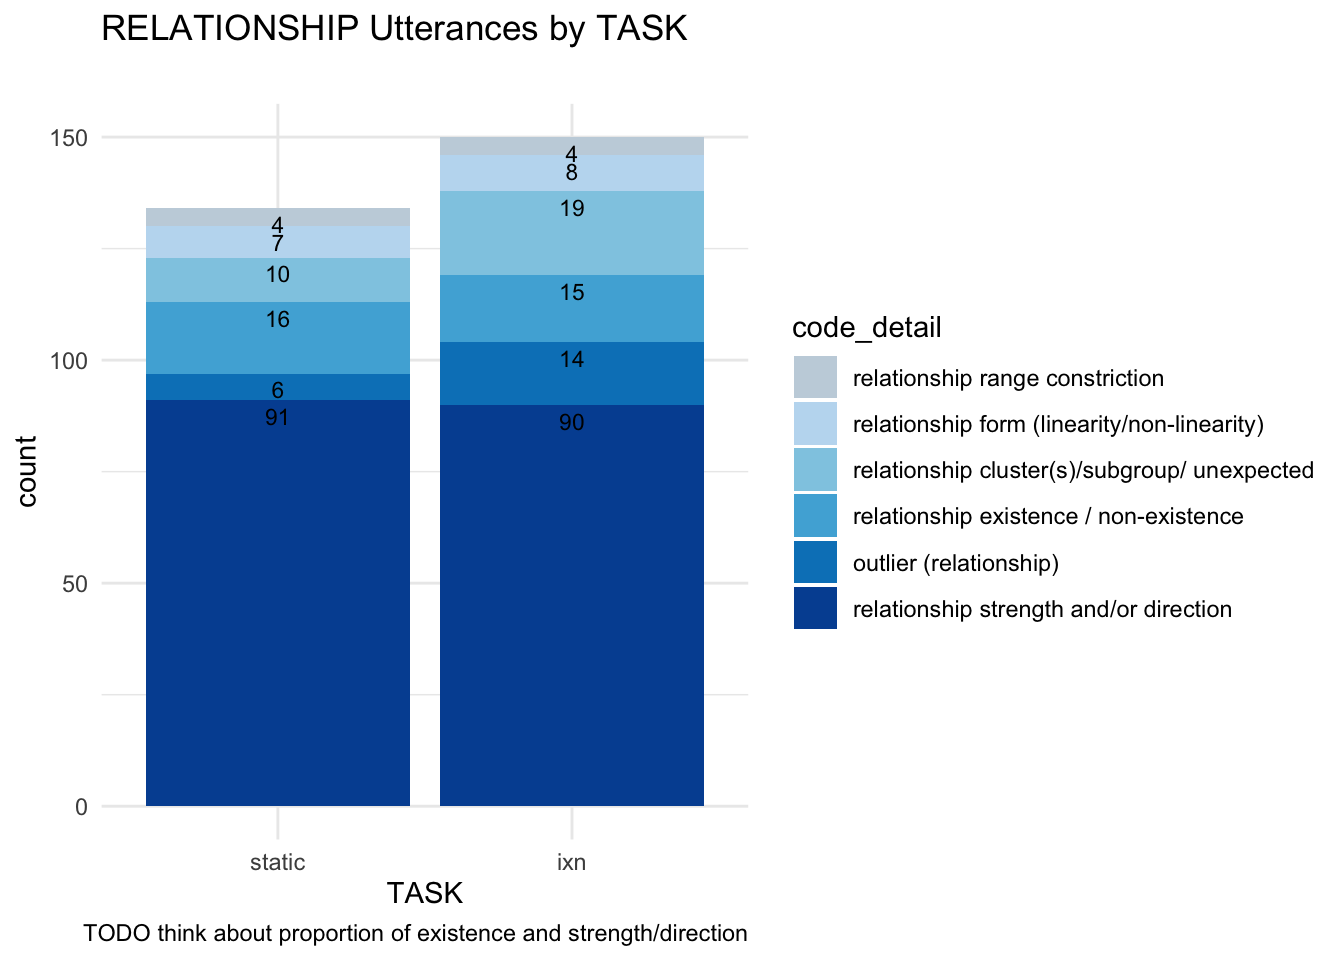 RELATIONSHIP Utterances by TASK
150
100
50
0
count
4
7
10
16
6
91
4
8
19
15
14
90
static
ixn
TASK
TODO think about proportion of existence and strength/direction
code_detail
relationship range constriction
relationship form (linearity/non-linearity)
relationship cluster(s)/subgroup/ unexpected
relationship existence / non-existence
outlier (relationship)
relationship strength and/or direction